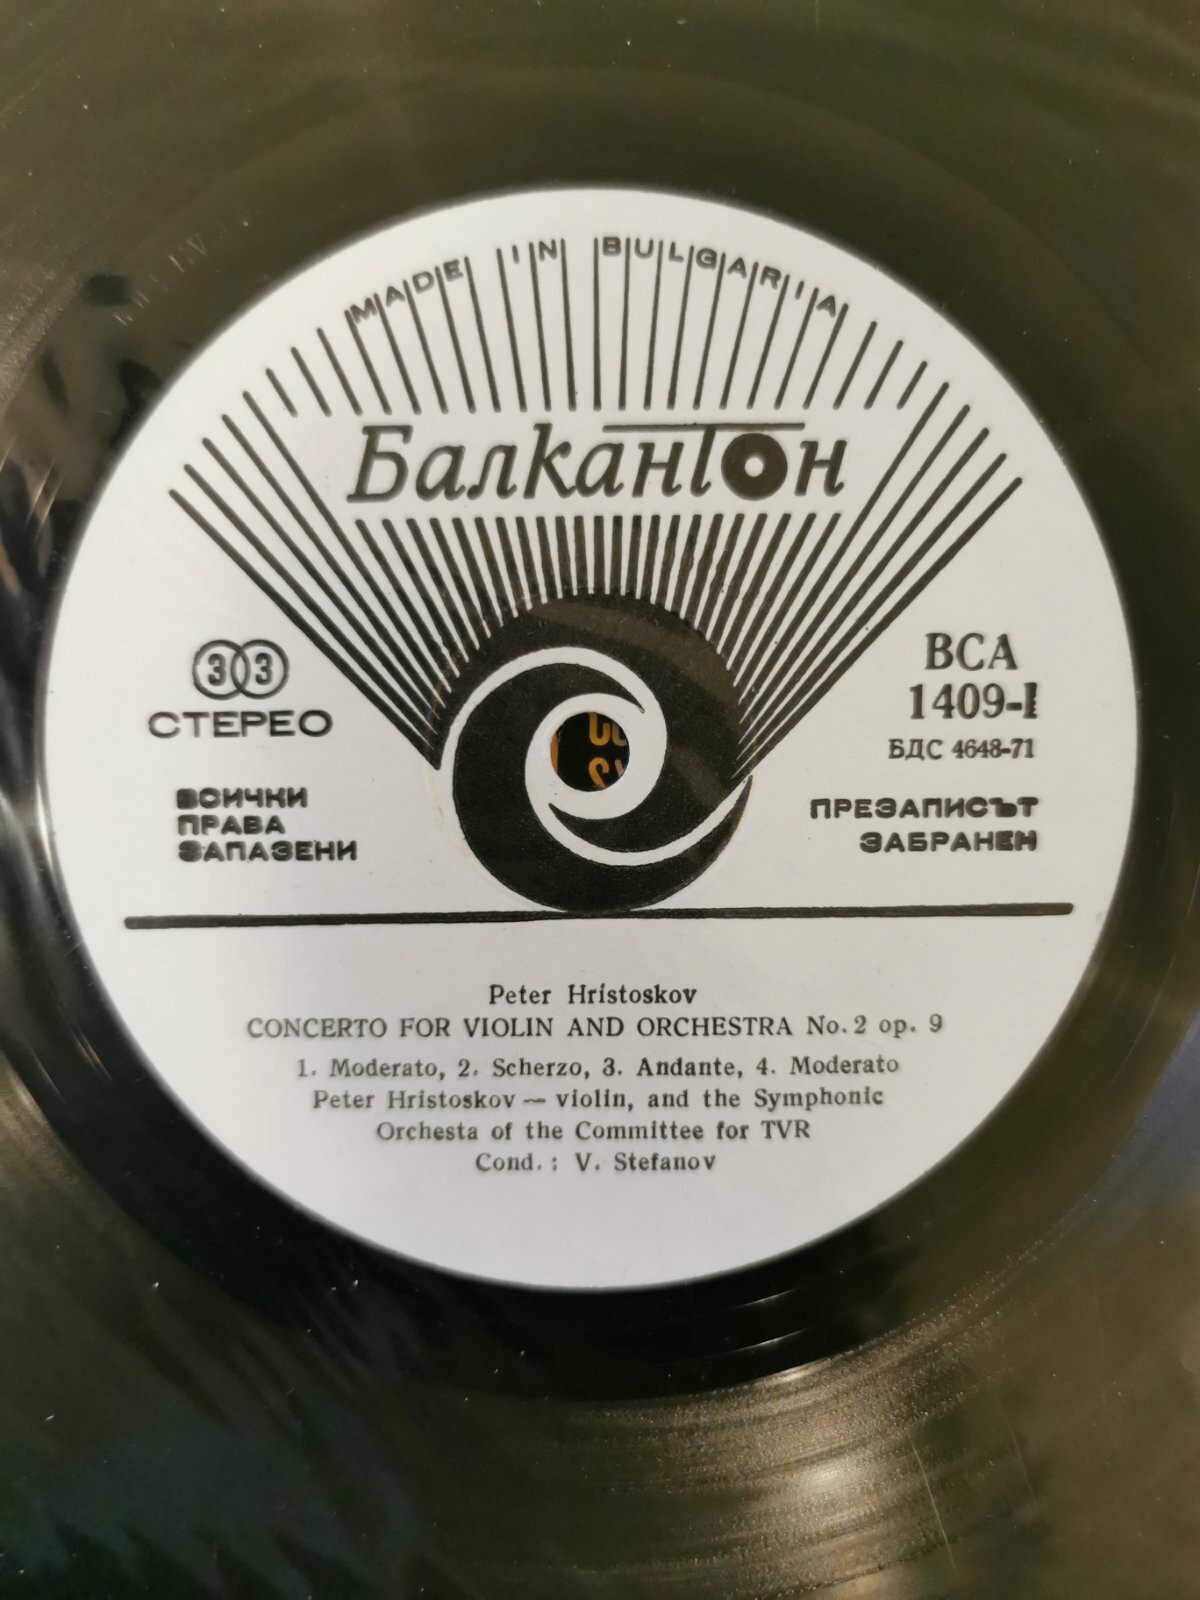 MADE IN BULGARIA
Балкантон
33
СТЕРЕО
ВСИЧКИ
ПРАВА
ЗАПАЗЕНИ
ВСА
1409-I
БДС 4648-71
ПРЕЗАПИСЪТ
ЗАБРАНЕН
Peter Hristoskov
CONCERTO FOR VIOLIN AND ORCHESTRA No. 2 op. 9
1. Moderato, 2. Scherzo, 3. Andante, 4. Moderato
Peter Hristoskov — violin, and the Symphonic
Orchesta of the Committee for TVR
Cond. : V. Stefanov